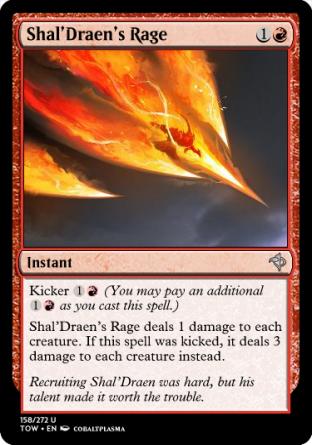 Shal'Draen's Rage 1
Instant
Kicker 1 (You may pay an additional
1 as you cast this spell.)
Shal'Draen's Rage deals 1 damage to each
creature. If this spell was kicked, it deals 3
damage to each creature instead.
Recruiting Shal'Draen was hard, but his
talent made it worth the trouble.
158/272 U
TOW • EN COBALTPLASMA